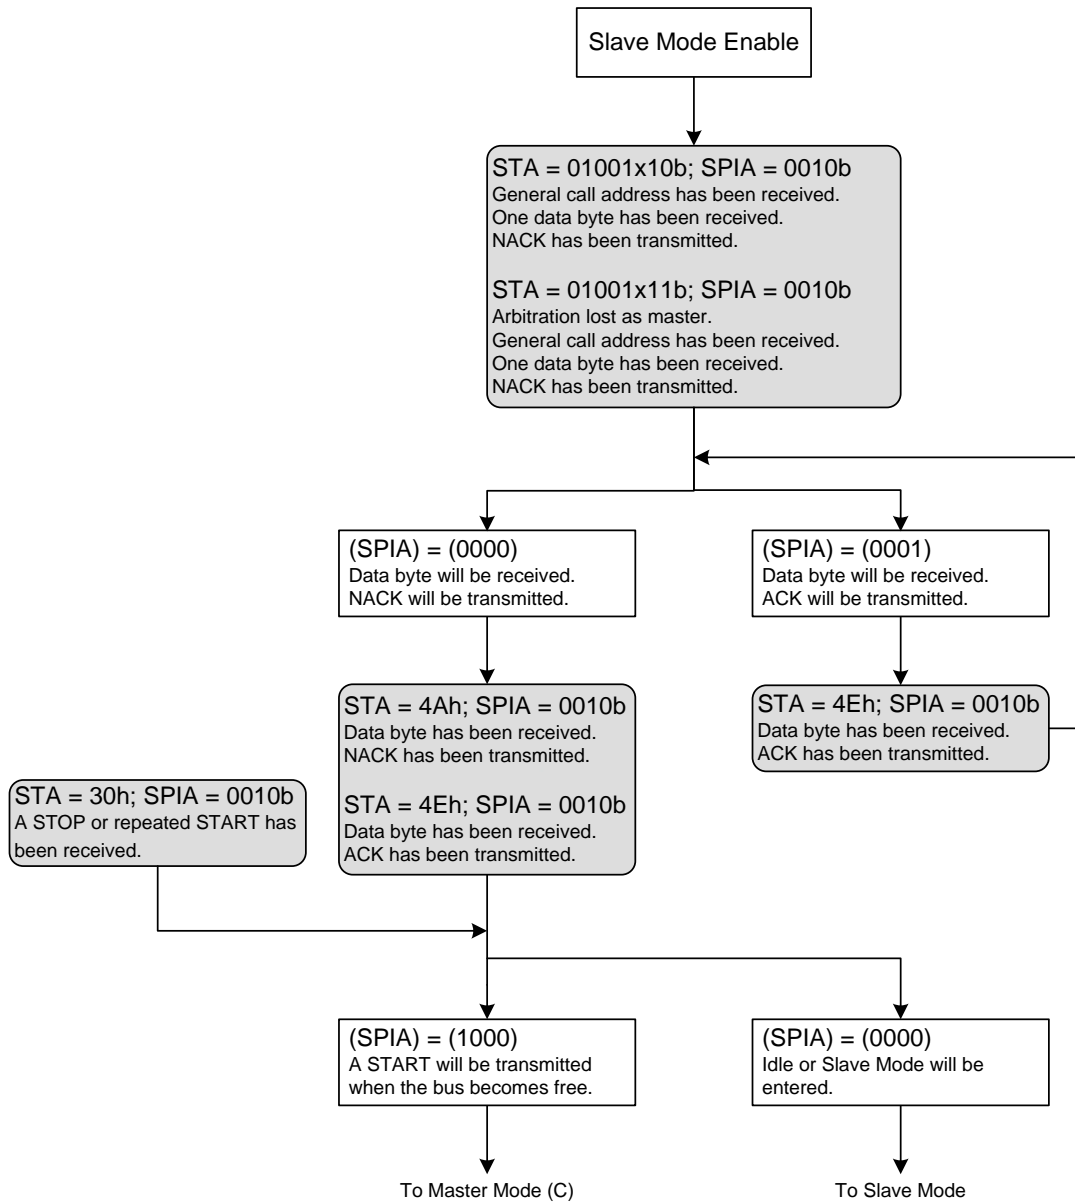 Slave Mode Enable
STA = 01001x10b; SPIA = 0010b
General call address has been received.
One data byte has been received.
NACK has been transmitted.
STA = 01001x11b; SPIA = 0010b
Arbitration lost as master.
General call address has been received.
One data byte has been received.
NACK has been transmitted.
(SPIA) = (0000)
Data byte will be received.
NACK will be transmitted.
(SPIA) = (0001)
Data byte will be received.
ACK will be transmitted.
STA = 4Ah; SPIA = 0010b
Data byte has been received.
NACK has been transmitted.
STA = 4Eh; SPIA = 0010b
Data byte has been received.
ACK has been transmitted.
STA = 4Eh; SPIA = 0010b
Data byte has been received.
ACK has been transmitted.
STA = 30h; SPIA = 0010b
A STOP or repeated START has
been received.
(SPIA) = (1000)
A START will be transmitted
when the bus becomes free.
(SPIA) = (0000)
Idle or Slave Mode will be
entered.
To Master Mode (C)
To Slave Mode